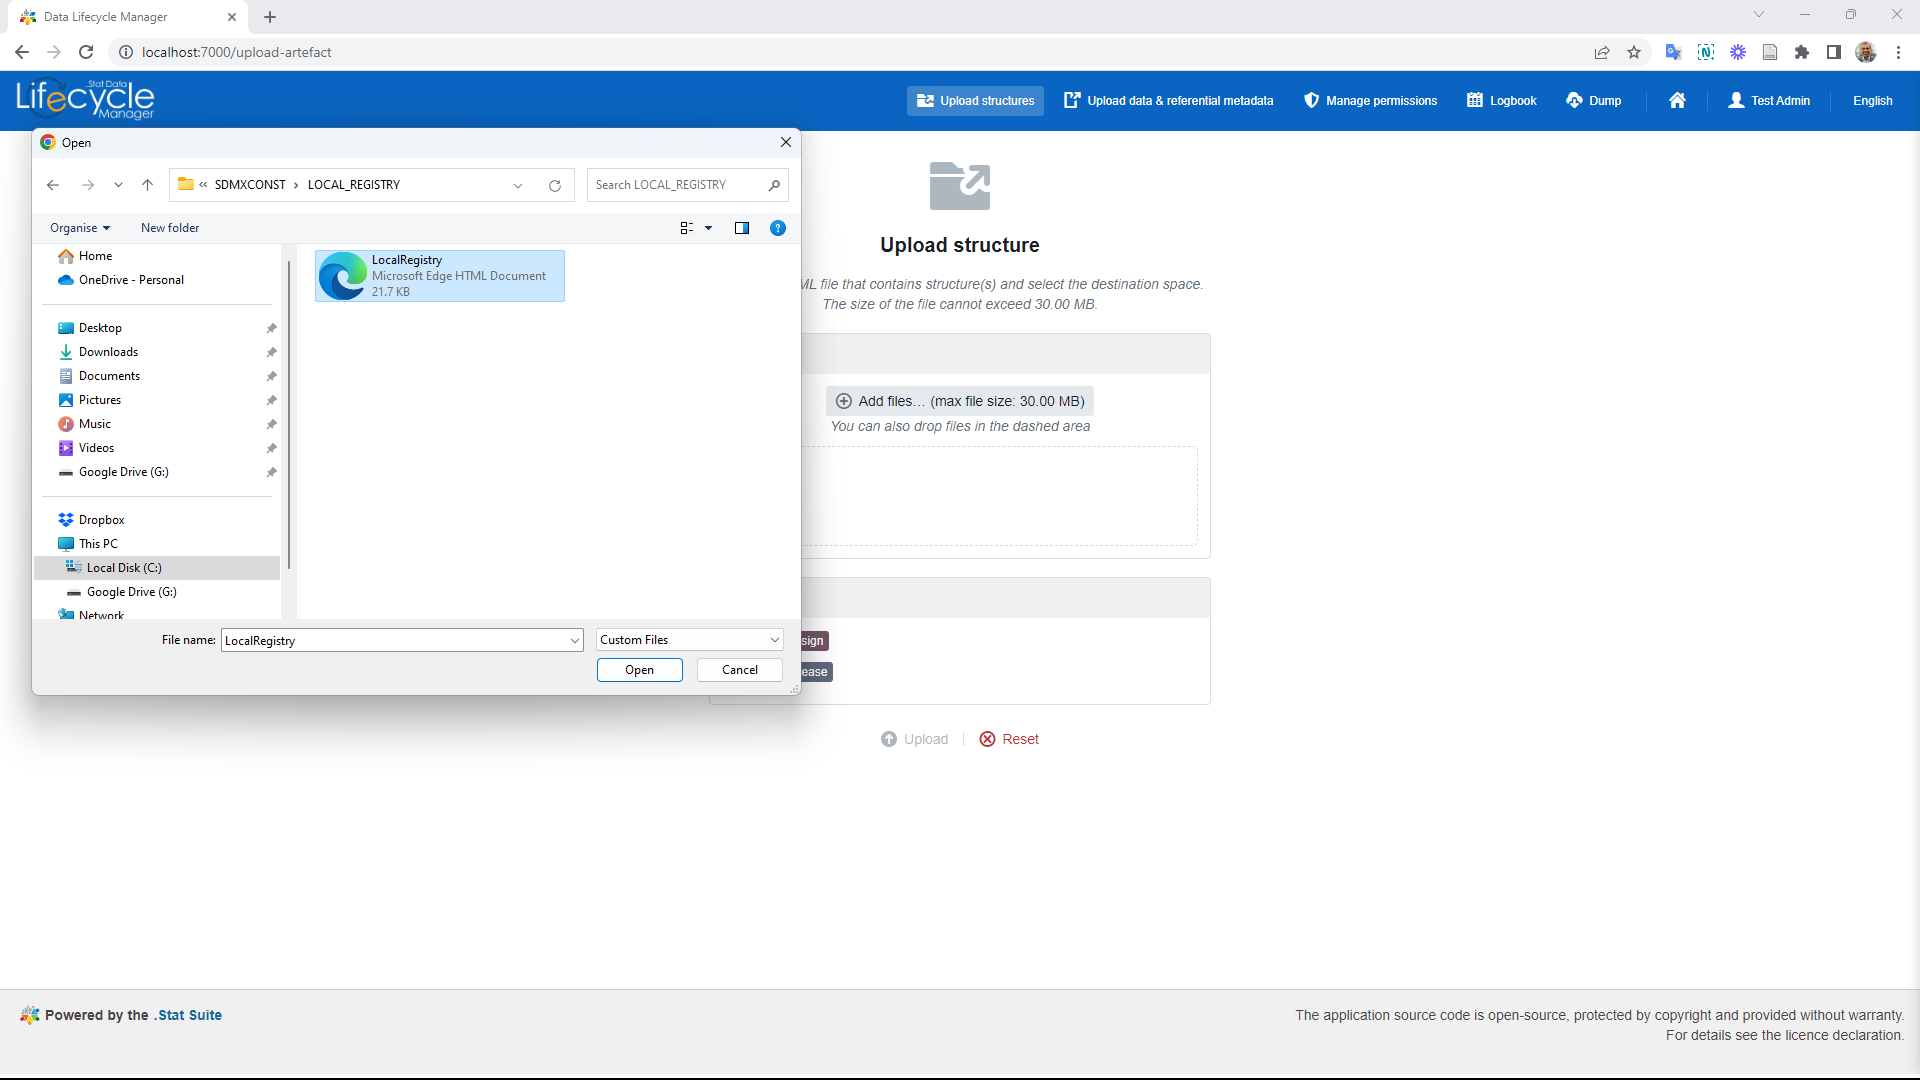 Data Lifecycle Manager
localhost:7000/upload-artefact
.Stat Data
Lifecycle
Manager
Upload structures
Upload data & referential metadata
Manage permissions
Logbook
Dump
Test Admin
English
Open
« SDMXCONST › LOCAL_REGISTRY
Search LOCAL_REGISTRY
Organise
New folder
Home
OneDrive - Personal
Desktop
Downloads
Documents
Pictures
Music
Videos
Google Drive (G:)
Dropbox
This PC
Local Disk (C:)
Google Drive (G:)
Network
LocalRegistry
Microsoft Edge HTML Document
21.7 KB
File name: LocalRegistry
Custom Files
Open
Cancel
Upload structure
ML file that contains structure(s) and select the destination space.
The size of the file cannot exceed 30.00 MB.
Add files... (max file size: 30.00 MB)
You can also drop files in the dashed area
sign
ease
Upload
Reset
Powered by the .Stat Suite
The application source code is open-source, protected by copyright and provided without warranty.
For details see the licence declaration.